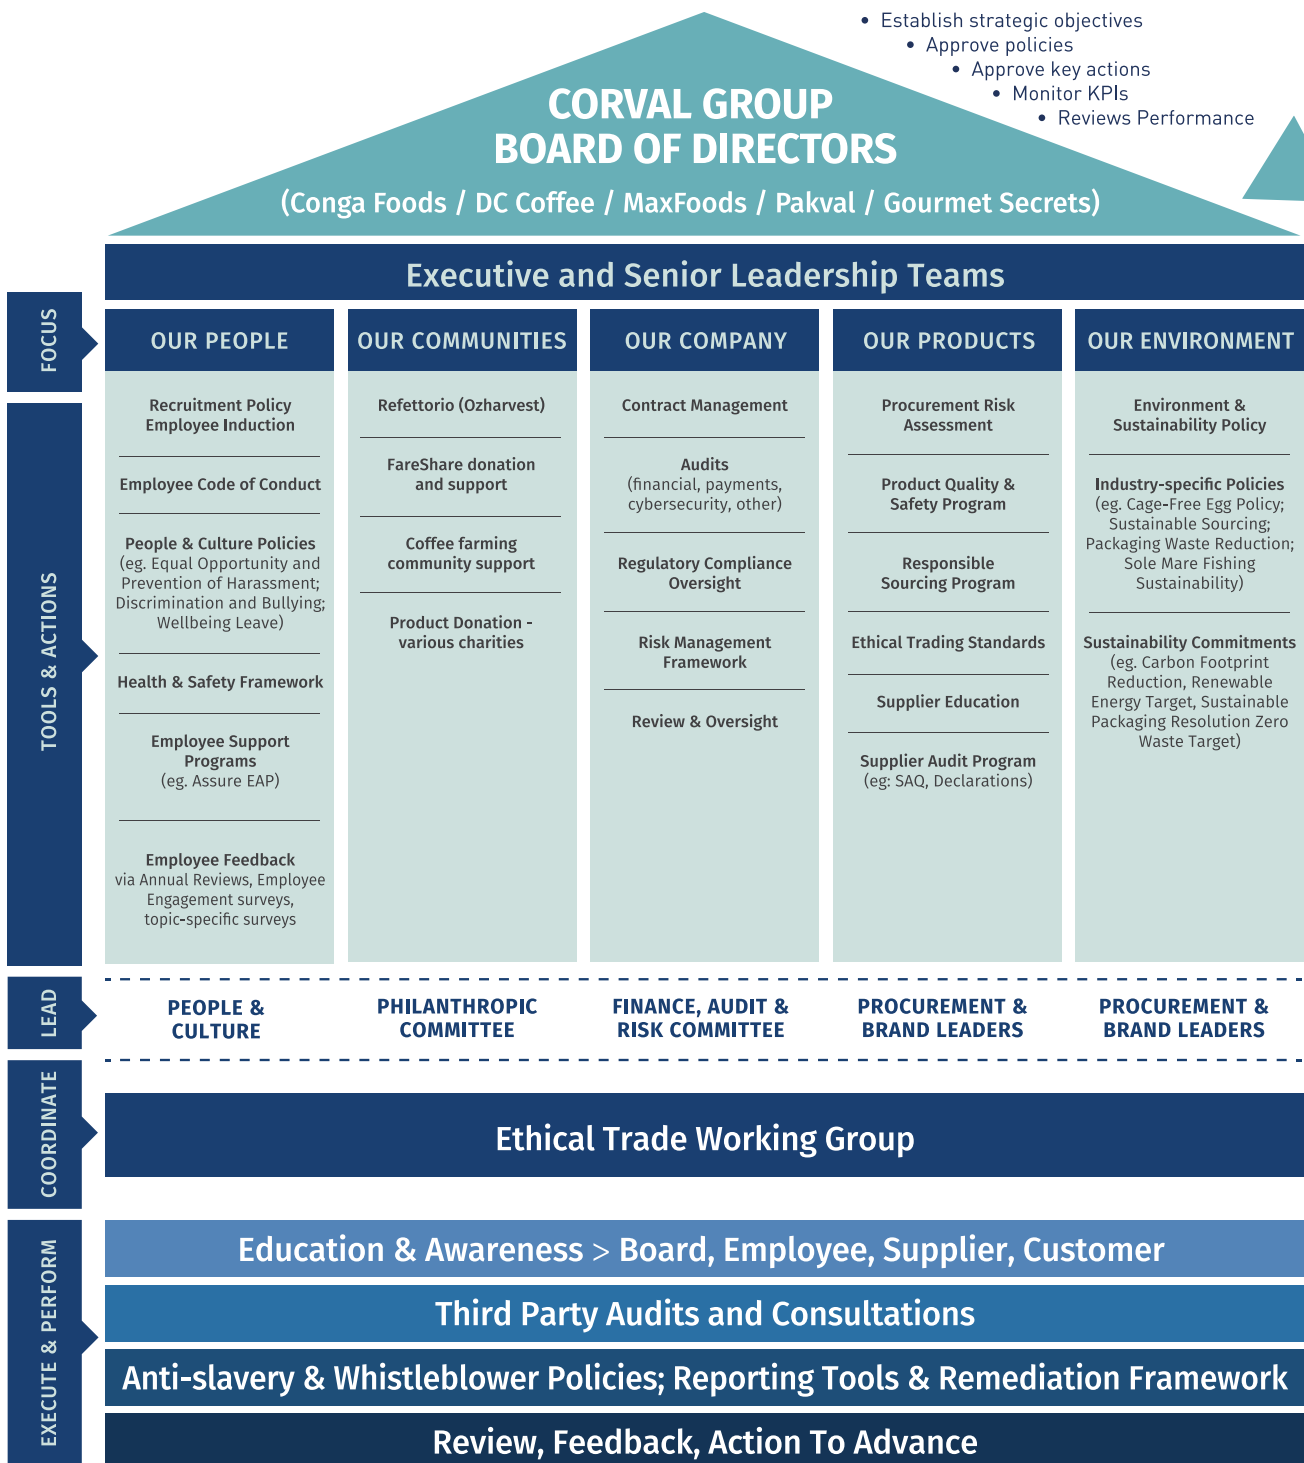 • Establish strategic objectives
• Approve policies
• Approve key actions
• Monitor KPIs
• Reviews Performance
CORVAL GROUP
BOARD OF DIRECTORS
(Conga Foods / DC Coffee / MaxFoods / Pakval / Gourmet Secrets)
Executive and Senior Leadership Teams
FOCUS
OUR PEOPLE
OUR COMMUNITIES
OUR COMPANY
OUR PRODUCTS
OUR ENVIRONMENT
TOOLS & ACTIONS
Recruitment Policy
Employee Induction
Employee Code of Conduct
People & Culture Policies
(eg. Equal Opportunity and
Prevention of Harassment;
Discrimination and Bullying;
Wellbeing Leave)
Health & Safety Framework
Employee Support
Programs
(eg. Assure EAP)
Employee Feedback
via Annual Reviews, Employee
Engagement surveys,
topic-specific surveys
Refettorio (Ozharvest)
FareShare donation
and support
Coffee farming
community support
Product Donation -
various charities
Contract Management
Audits
(financial, payments,
cybersecurity, other)
Regulatory Compliance
Oversight
Risk Management
Framework
Review & Oversight
Procurement Risk
Assessment
Product Quality &
Safety Program
Responsible
Sourcing Program
Ethical Trading Standards
Supplier Education
Supplier Audit Program
(eg: SAQ, Declarations)
Environment &
Sustainability Policy
Industry-specific Policies
(eg. Cage-Free Egg Policy;
Sustainable Sourcing;
Packaging Waste Reduction;
Sole Mare Fishing
Sustainability)
Sustainability Commitments
(eg. Carbon Footprint
Reduction, Renewable
Energy Target, Sustainable
Packaging Resolution Zero
Waste Target)
LEAD
PEOPLE &
CULTURE
PHILANTHROPIC
COMMITTEE
FINANCE, AUDIT &
RISK COMMITTEE
PROCUREMENT &
BRAND LEADERS
PROCUREMENT &
BRAND LEADERS
COORDINATE
Ethical Trade Working Group
EXECUTE & PERFORM
Education & Awareness > Board, Employee, Supplier, Customer
Third Party Audits and Consultations
Anti-slavery & Whistleblower Policies; Reporting Tools & Remediation Framework
Review, Feedback, Action To Advance